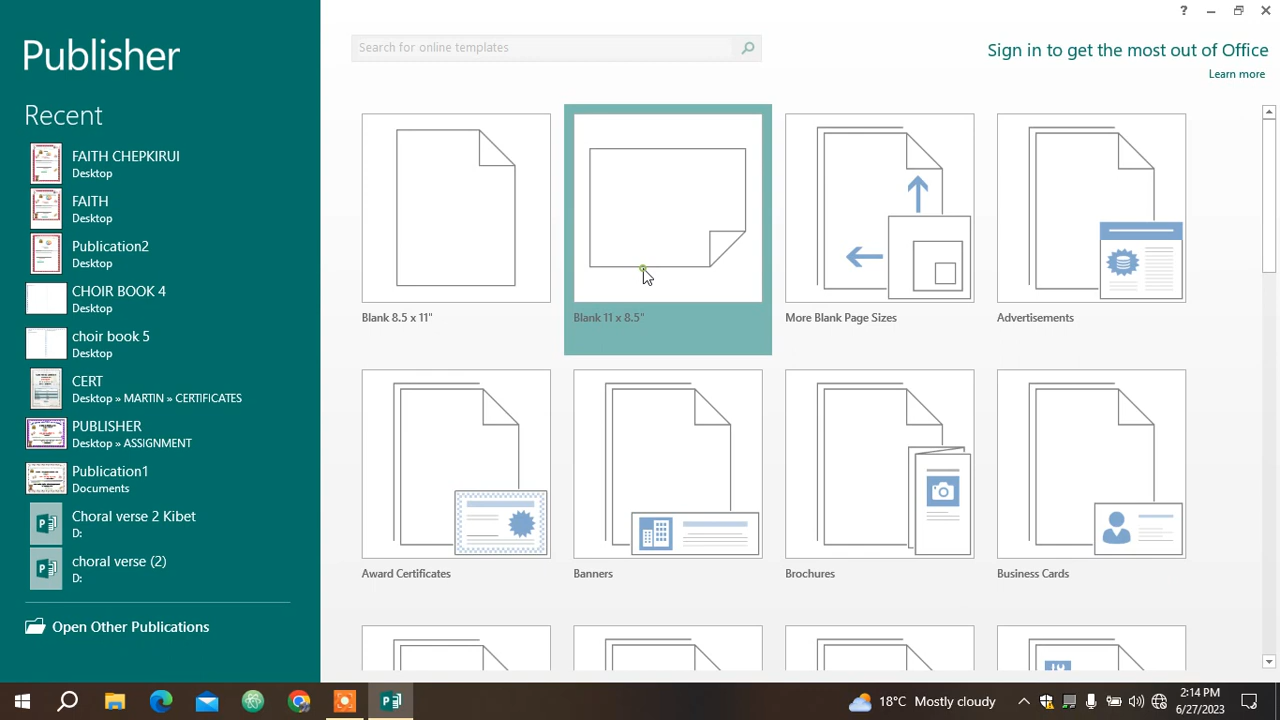 Publisher
Recent
FAITH CHEPKIRUI
Desktop
FAITH
Desktop
Publication2
Desktop
CHOIR BOOK 4
Desktop
choir book 5
Desktop
CERT
Desktop » MARTIN » CERTIFICATES
PUBLISHER
Desktop » ASSIGNMENT
Publication1
Documents
Choral verse 2 Kibet
D:
choral verse (2)
D:
Open Other Publications
Search for online templates
?
Sign in to get the most out of Office
Learn more
Blank 8.5 x 11"
Blank 11 x 8.5"
More Blank Page Sizes
Advertisements
Award Certificates
Banners
Brochures
Business Cards
18°C Mostly cloudy
2:14 PM
6/27/2023